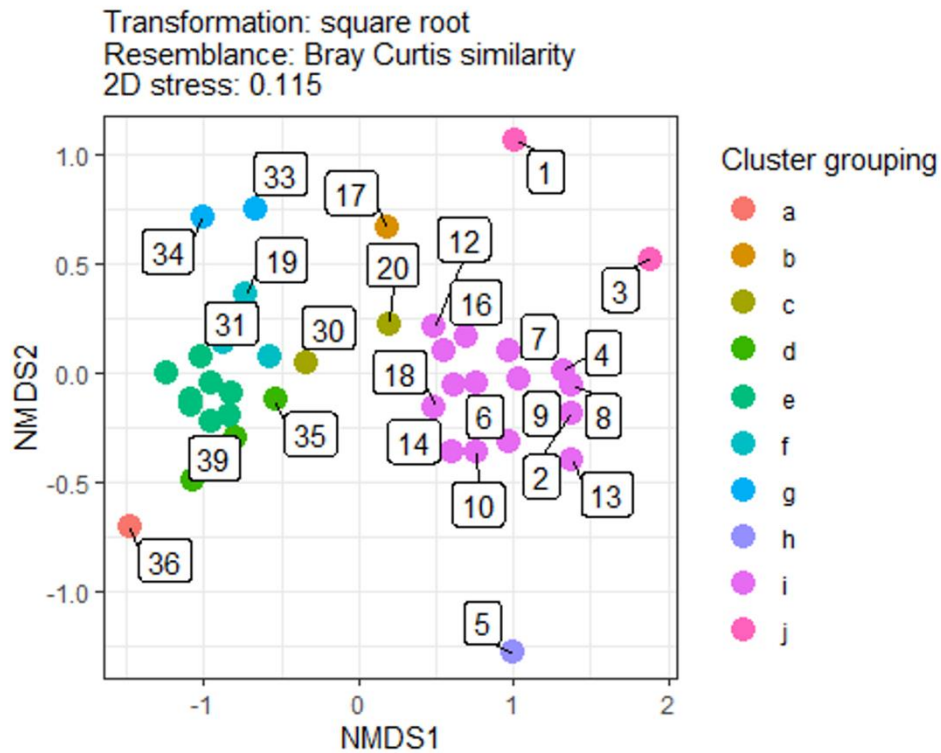 Transformation: square root
Resemblance: Bray Curtis similarity
2D stress: 0.115
1.0
0.5
0.0
-0.5
-1.0
NMDS2
33
17
1
34
19
12
20
3
31
30
16
7
4
18
6
9
8
35
14
39
2
13
10
36
5
-1
0
1
2
NMDS1
Cluster grouping
a
b
c
d
e
f
g
h
i
j